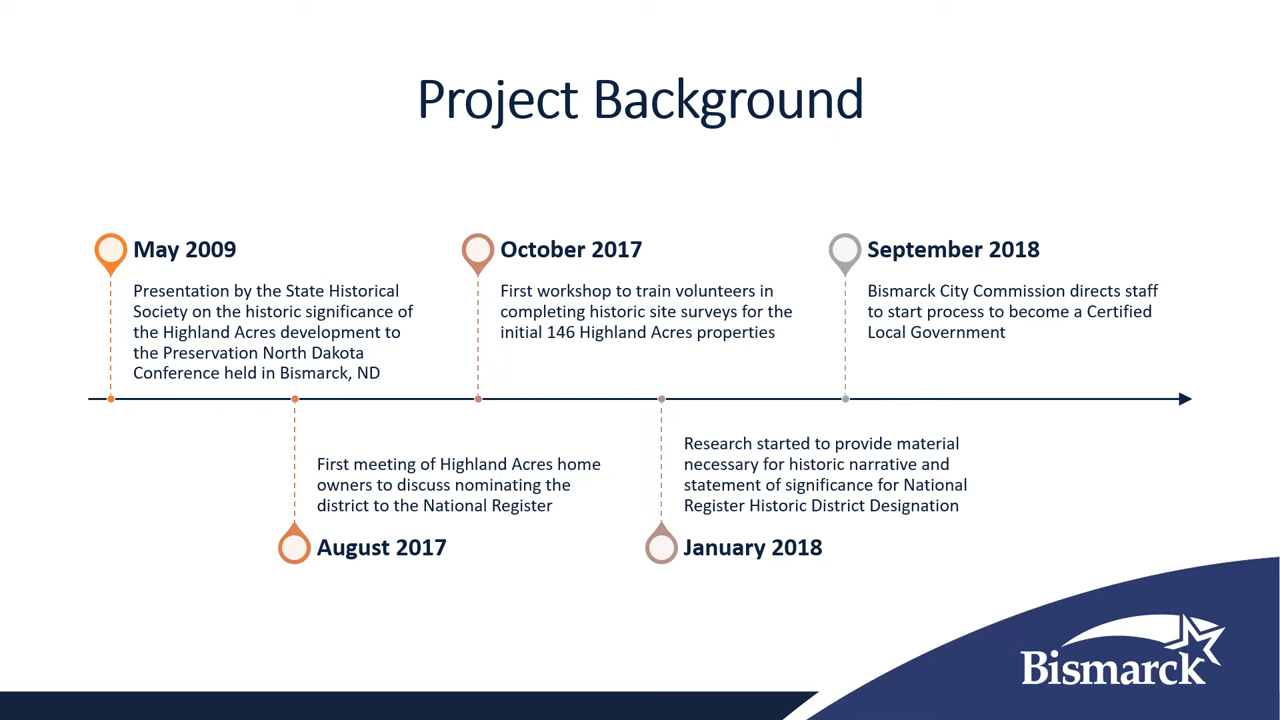 Project Background
May 2009
Presentation by the State Historical
Society on the historic significance of
the Highland Acres development to
the Preservation North Dakota
Conference held in Bismarck, ND
October 2017
First workshop to train volunteers in
completing historic site surveys for the
initial 146 Highland Acres properties
September 2018
Bismarck City Commission directs staff
to start process to become a Certified
Local Government
First meeting of Highland Acres home
owners to discuss nominating the
district to the National Register
August 2017
Research started to provide material
necessary for historic narrative and
statement of significance for National
Register Historic District Designation
January 2018
Bismarck